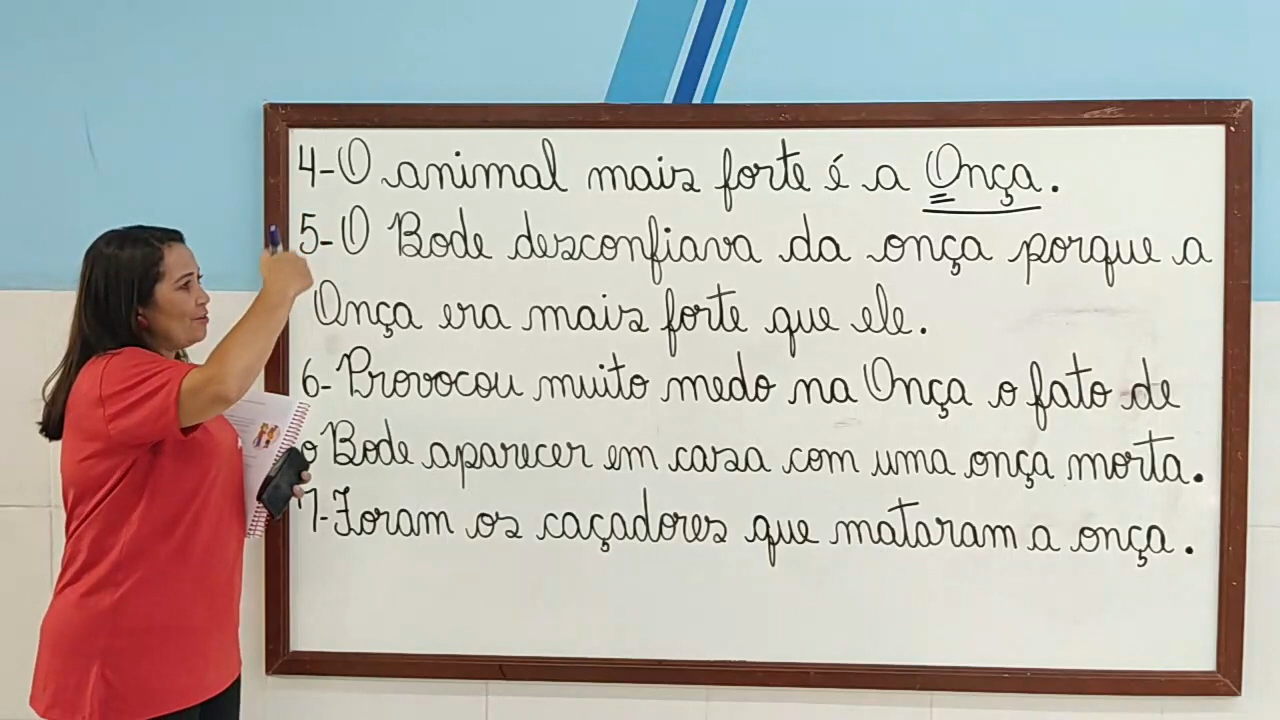 4-O animal mais forte é a Onça.
5-O Bode desconfiava da onça porque a
Onça era mais forte que ele.
6-Provocou muito medo na Onça o fato de
o Bode aparecer em casa com uma onça morta.
7-Foram os caçadores que mataram a onça.